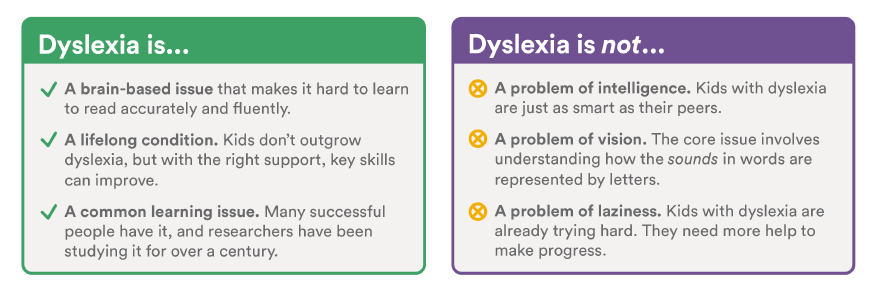 Dyslexia is...
A brain-based issue that makes it hard to learn
to read accurately and fluently.
A lifelong condition. Kids don’t outgrow
dyslexia, but with the right support, key skills
can improve.
A common learning issue. Many successful
people have it, and researchers have been
studying it for over a century.
Dyslexia is not...
A problem of intelligence. Kids with dyslexia
are just as smart as their peers.
A problem of vision. The core issue involves
understanding how the sounds in words are
represented by letters.
A problem of laziness. Kids with dyslexia are
already trying hard. They need more help to
make progress.